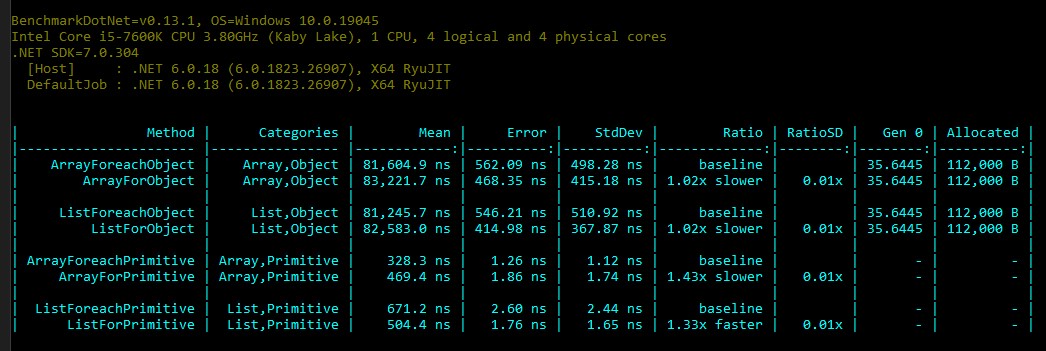 BenchmarkDotNet=v0.13.1, OS=Windows 10.0.19045
Intel Core i5-7600K CPU 3.80GHz (Kaby Lake), 1 CPU, 4 logical and 4 physical cores
.NET SDK=7.0.304
  [Host]     : .NET 6.0.18 (6.0.1823.26907), X64 RyuJIT
  DefaultJob : .NET 6.0.18 (6.0.1823.26907), X64 RyuJIT

|                Method |      Categories |        Mean |     Error |    StdDev |        Ratio | RatioSD |   Gen 0 | Allocated |
|---------------------- |---------------- |------------:|----------:|----------:|-------------:|--------:|--------:|----------:|
|    ArrayForeachObject |    Array,Object | 81,604.9 ns | 562.09 ns | 498.28 ns |     baseline |         | 35.6445 | 112,000 B |
|        ArrayForObject |    Array,Object | 83,221.7 ns | 468.35 ns | 415.18 ns | 1.02x slower |   0.01x | 35.6445 | 112,000 B |
|                       |                 |             |           |           |              |         |         |           |
|     ListForeachObject |     List,Object | 81,245.7 ns | 546.21 ns | 510.92 ns |     baseline |         | 35.6445 | 112,000 B |
|         ListForObject |     List,Object | 82,583.0 ns | 414.98 ns | 367.87 ns | 1.02x slower |   0.01x | 35.6445 | 112,000 B |
|                       |                 |             |           |           |              |         |         |           |
| ArrayForeachPrimitive | Array,Primitive |    328.3 ns |   1.26 ns |   1.12 ns |     baseline |         |       - |         - |
|     ArrayForPrimitive | Array,Primitive |    469.4 ns |   1.86 ns |   1.74 ns | 1.43x slower |   0.01x |       - |         - |
|                       |                 |             |           |           |              |         |         |           |
|  ListForeachPrimitive |  List,Primitive |    671.2 ns |   2.60 ns |   2.44 ns |     baseline |         |       - |         - |
|      ListForPrimitive |  List,Primitive |    504.4 ns |   1.76 ns |   1.65 ns | 1.33x faster |   0.01x |       - |         - |